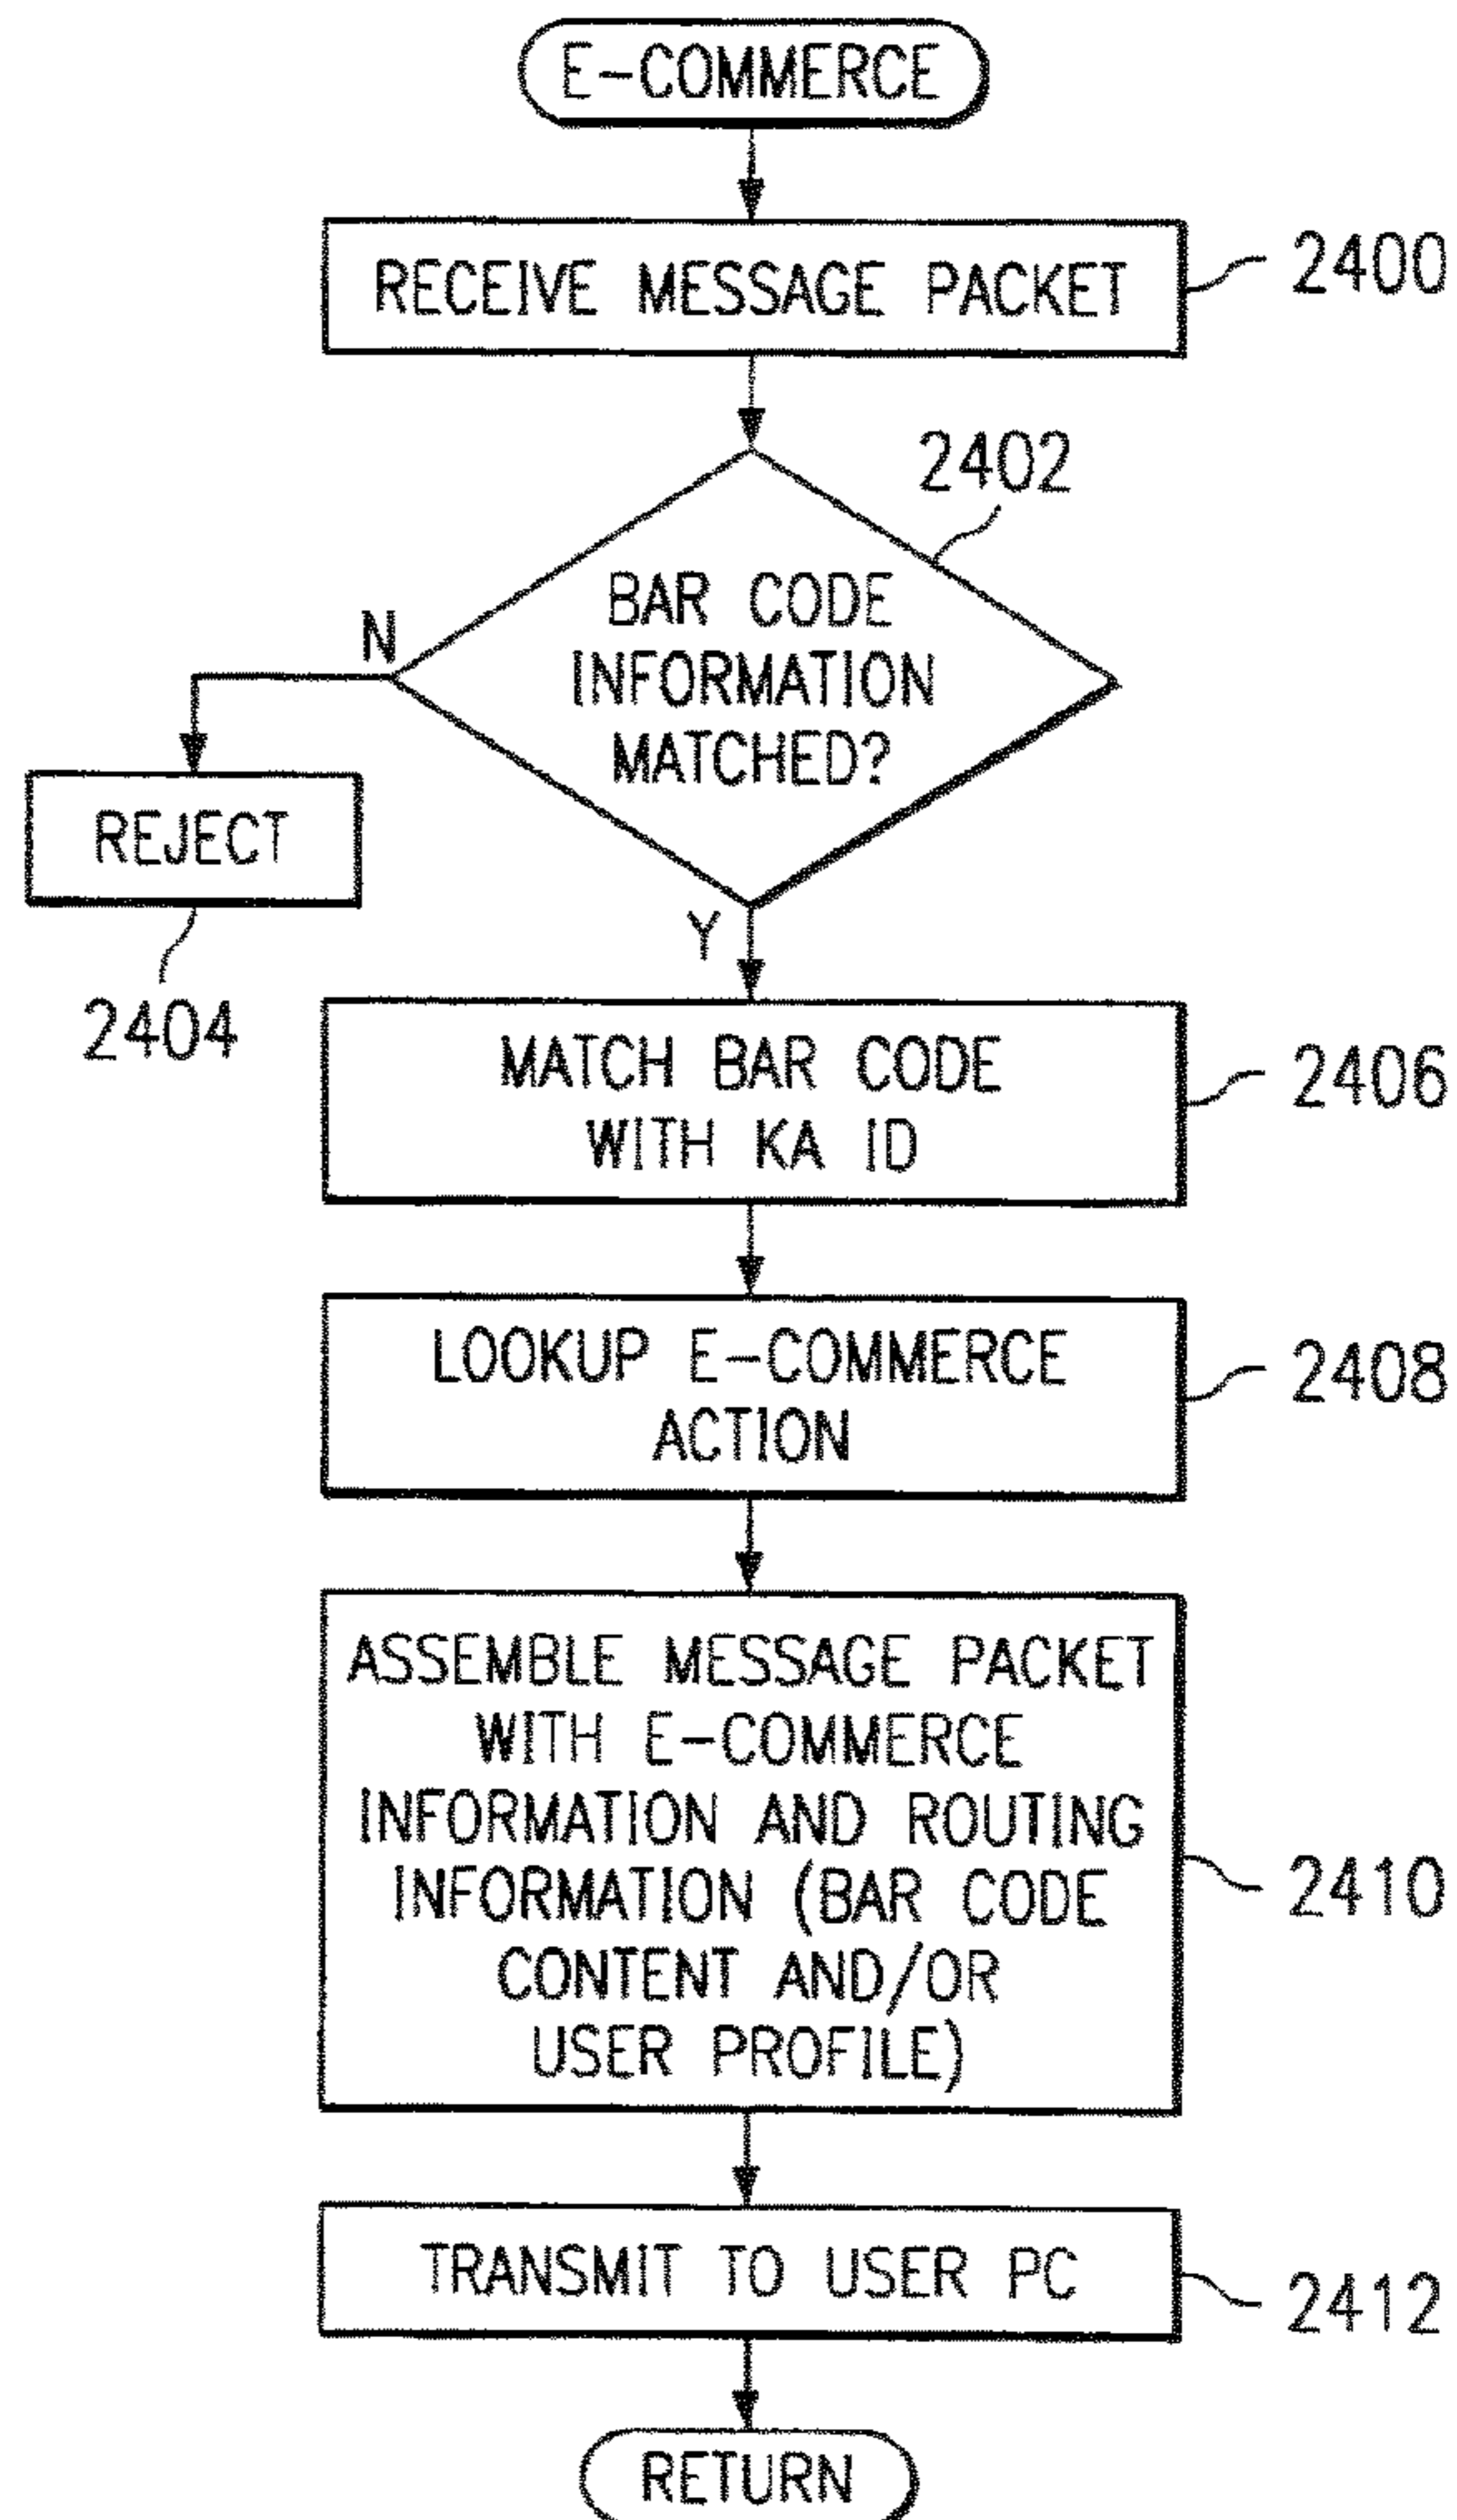 E-COMMERCE
RECEIVE MESSAGE PACKET
2400
2402
BAR CODE
INFORMATION
MATCHED?
N
REJECT
2404
Y
MATCH BAR CODE
WITH KA ID
2406
LOOKUP E-COMMERCE
ACTION
2408
ASSEMBLE MESSAGE PACKET
WITH E-COMMERCE
INFORMATION AND ROUTING
INFORMATION (BAR CODE
CONTENT AND/OR
USER PROFILE)
2410
TRANSMIT TO USER PC
2412
RETURN